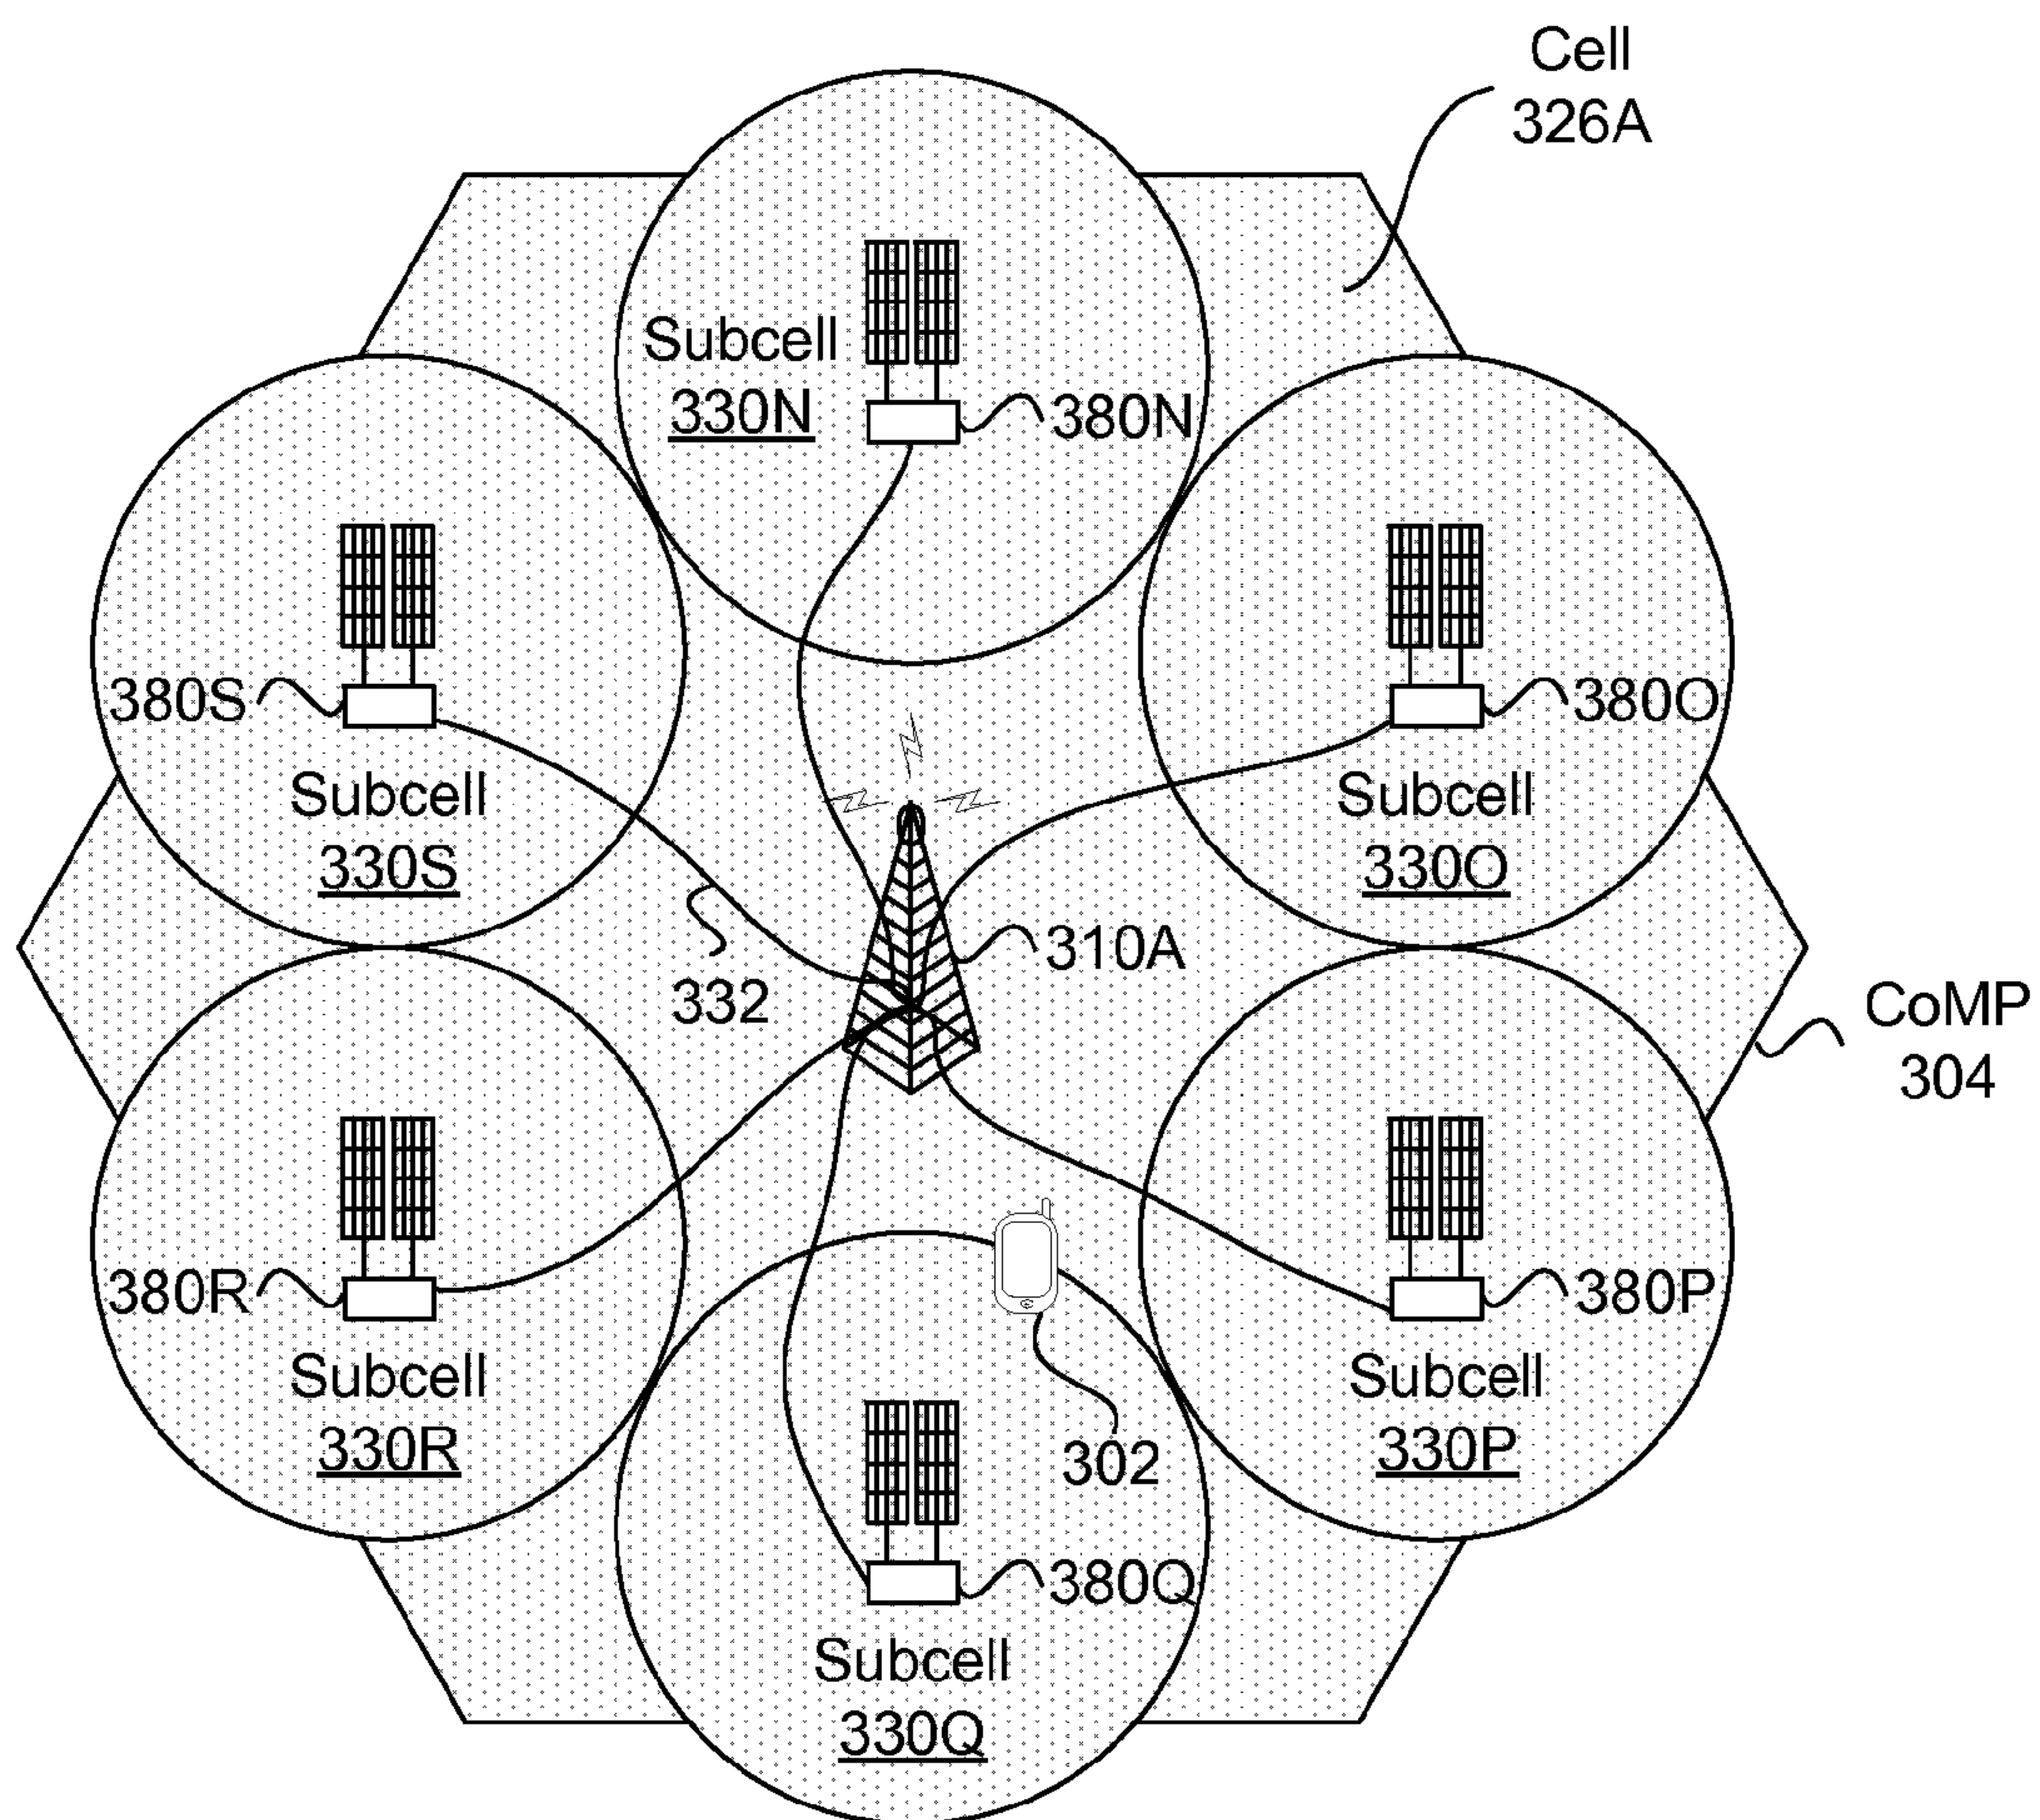 Cell
326A
Subcell
330N
380N
380S
380O
Subcell
330S
Subcell
330O
310A
332
CoMP
304
380R
380P
Subcell
330R
Subcell
330P
302
380Q
Subcell
330Q